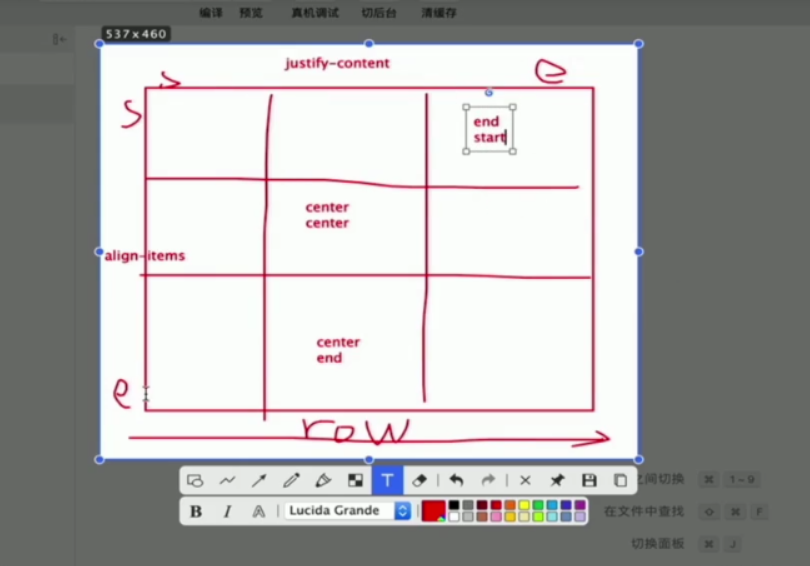 编译 预览 真机调试 切后台 清缓存
537 x 460
justify-content
s
s
e
end
start
center
center
align-items
center
end
e
row
之间切换 ⌘ 1~9
B I A Lucida Grande
在文件中查找 ⇧ ⌘ F
切换面板 ⌘ J